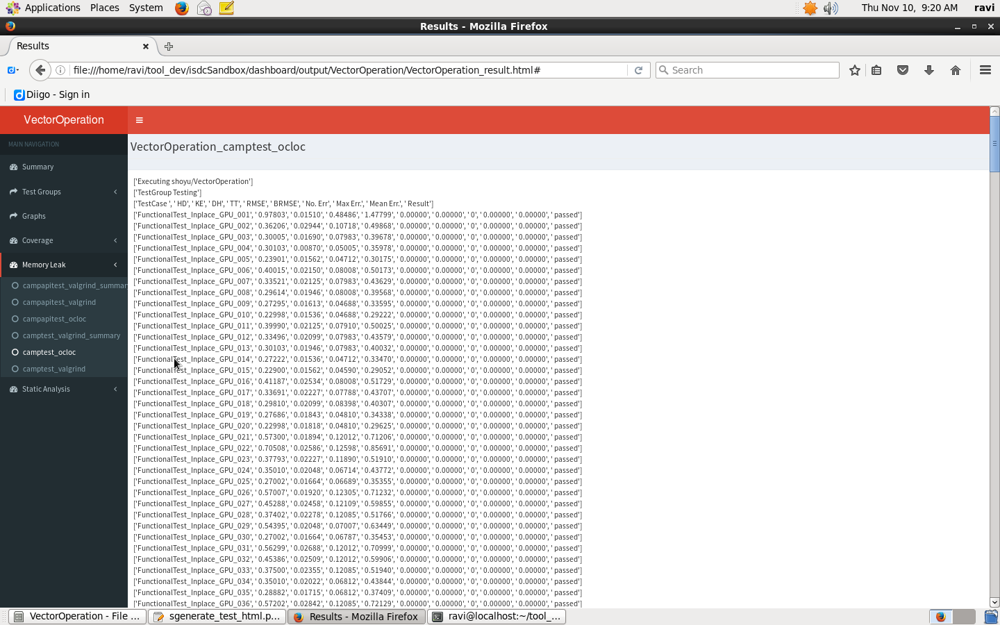 Applications Places System Thu Nov 10, 9:20 AM ravi
Results - Mozilla Firefox
Results
file:///home/ravi/tool_dev/isdcSandbox/dashboard/output/VectorOperation/VectorOperation_result.html# Search
Diigo - Sign in
VectorOperation
MAIN NAVIGATION
Summary
Test Groups
Graphs
Coverage
Memory Leak
campapitest_valgrind_summar
campapitest_valgrind
campapitest_ocloc
camptest_valgrind_summary
camptest_ocloc
camptest_valgrind
Static Analysis
VectorOperation_camptest_ocloc
['Executing shoyu/VectorOperation']
['TestGroup Testing']
['TestCase ', ' HD', ' KE', ' DH', ' TT', ' RMSE', ' BRMSE', ' No. Err', ' Max Err.', ' Mean Err.', ' Result']
['FunctionalTest_Inplace_GPU_001', ' 0.97803', ' 0.01510', ' 0.48486', ' 1.47799', ' 0.00000', ' 0.00000', ' 0', ' 0.00000', ' 0.00000', ' passed']
['FunctionalTest_Inplace_GPU_002', ' 0.36206', ' 0.02944', ' 0.10718', ' 0.49868', ' 0.00000', ' 0.00000', ' 0', ' 0.00000', ' 0.00000', ' passed']
['FunctionalTest_Inplace_GPU_003', ' 0.30005', ' 0.01690', ' 0.07983', ' 0.39678', ' 0.00000', ' 0.00000', ' 0', ' 0.00000', ' 0.00000', ' passed']
['FunctionalTest_Inplace_GPU_004', ' 0.30103', ' 0.00870', ' 0.05005', ' 0.35978', ' 0.00000', ' 0.00000', ' 0', ' 0.00000', ' 0.00000', ' passed']
['FunctionalTest_Inplace_GPU_005', ' 0.23901', ' 0.01562', ' 0.04712', ' 0.30175', ' 0.00000', ' 0.00000', ' 0', ' 0.00000', ' 0.00000', ' passed']
['FunctionalTest_Inplace_GPU_006', ' 0.40015', ' 0.02150', ' 0.08008', ' 0.50173', ' 0.00000', ' 0.00000', ' 0', ' 0.00000', ' 0.00000', ' passed']
['FunctionalTest_Inplace_GPU_007', ' 0.33521', ' 0.02125', ' 0.07983', ' 0.43629', ' 0.00000', ' 0.00000', ' 0', ' 0.00000', ' 0.00000', ' passed']
['FunctionalTest_Inplace_GPU_008', ' 0.29614', ' 0.01946', ' 0.08008', ' 0.39568', ' 0.00000', ' 0.00000', ' 0', ' 0.00000', ' 0.00000', ' passed']
['FunctionalTest_Inplace_GPU_009', ' 0.27295', ' 0.01613', ' 0.04688', ' 0.33595', ' 0.00000', ' 0.00000', ' 0', ' 0.00000', ' 0.00000', ' passed']
['FunctionalTest_Inplace_GPU_010', ' 0.22998', ' 0.01536', ' 0.04688', ' 0.29222', ' 0.00000', ' 0.00000', ' 0', ' 0.00000', ' 0.00000', ' passed']
['FunctionalTest_Inplace_GPU_011', ' 0.39990', ' 0.02125', ' 0.07910', ' 0.50025', ' 0.00000', ' 0.00000', ' 0', ' 0.00000', ' 0.00000', ' passed']
['FunctionalTest_Inplace_GPU_012', ' 0.33496', ' 0.02099', ' 0.07983', ' 0.43579', ' 0.00000', ' 0.00000', ' 0', ' 0.00000', ' 0.00000', ' passed']
['FunctionalTest_Inplace_GPU_013', ' 0.30103', ' 0.01946', ' 0.07983', ' 0.40032', ' 0.00000', ' 0.00000', ' 0', ' 0.00000', ' 0.00000', ' passed']
['FunctionalTest_Inplace_GPU_014', ' 0.27222', ' 0.01536', ' 0.04712', ' 0.33470', ' 0.00000', ' 0.00000', ' 0', ' 0.00000', ' 0.00000', ' passed']
['FunctionalTest_Inplace_GPU_015', ' 0.22900', ' 0.01562', ' 0.04590', ' 0.29052', ' 0.00000', ' 0.00000', ' 0', ' 0.00000', ' 0.00000', ' passed']
['FunctionalTest_Inplace_GPU_016', ' 0.41187', ' 0.02534', ' 0.08008', ' 0.51729', ' 0.00000', ' 0.00000', ' 0', ' 0.00000', ' 0.00000', ' passed']
['FunctionalTest_Inplace_GPU_017', ' 0.33691', ' 0.02227', ' 0.07788', ' 0.43707', ' 0.00000', ' 0.00000', ' 0', ' 0.00000', ' 0.00000', ' passed']
['FunctionalTest_Inplace_GPU_018', ' 0.29810', ' 0.02099', ' 0.08398', ' 0.40307', ' 0.00000', ' 0.00000', ' 0', ' 0.00000', ' 0.00000', ' passed']
['FunctionalTest_Inplace_GPU_019', ' 0.27686', ' 0.01843', ' 0.04810', ' 0.34338', ' 0.00000', ' 0.00000', ' 0', ' 0.00000', ' 0.00000', ' passed']
['FunctionalTest_Inplace_GPU_020', ' 0.22998', ' 0.01818', ' 0.04810', ' 0.29625', ' 0.00000', ' 0.00000', ' 0', ' 0.00000', ' 0.00000', ' passed']
['FunctionalTest_Inplace_GPU_021', ' 0.57300', ' 0.01894', ' 0.12012', ' 0.71206', ' 0.00000', ' 0.00000', ' 0', ' 0.00000', ' 0.00000', ' passed']
['FunctionalTest_Inplace_GPU_022', ' 0.70508', ' 0.02586', ' 0.12598', ' 0.85691', ' 0.00000', ' 0.00000', ' 0', ' 0.00000', ' 0.00000', ' passed']
['FunctionalTest_Inplace_GPU_023', ' 0.37793', ' 0.02227', ' 0.11890', ' 0.51910', ' 0.00000', ' 0.00000', ' 0', ' 0.00000', ' 0.00000', ' passed']
['FunctionalTest_Inplace_GPU_024', ' 0.35010', ' 0.02048', ' 0.06714', ' 0.43772', ' 0.00000', ' 0.00000', ' 0', ' 0.00000', ' 0.00000', ' passed']
['FunctionalTest_Inplace_GPU_025', ' 0.27002', ' 0.01664', ' 0.06689', ' 0.35355', ' 0.00000', ' 0.00000', ' 0', ' 0.00000', ' 0.00000', ' passed']
['FunctionalTest_Inplace_GPU_026', ' 0.57007', ' 0.01920', ' 0.12305', ' 0.71232', ' 0.00000', ' 0.00000', ' 0', ' 0.00000', ' 0.00000', ' passed']
['FunctionalTest_Inplace_GPU_027', ' 0.45288', ' 0.02458', ' 0.12109', ' 0.59855', ' 0.00000', ' 0.00000', ' 0', ' 0.00000', ' 0.00000', ' passed']
['FunctionalTest_Inplace_GPU_028', ' 0.37402', ' 0.02278', ' 0.12085', ' 0.51766', ' 0.00000', ' 0.00000', ' 0', ' 0.00000', ' 0.00000', ' passed']
['FunctionalTest_Inplace_GPU_029', ' 0.54395', ' 0.02048', ' 0.07007', ' 0.63449', ' 0.00000', ' 0.00000', ' 0', ' 0.00000', ' 0.00000', ' passed']
['FunctionalTest_Inplace_GPU_030', ' 0.27002', ' 0.01664', ' 0.06787', ' 0.35453', ' 0.00000', ' 0.00000', ' 0', ' 0.00000', ' 0.00000', ' passed']
['FunctionalTest_Inplace_GPU_031', ' 0.56299', ' 0.02688', ' 0.12012', ' 0.70999', ' 0.00000', ' 0.00000', ' 0', ' 0.00000', ' 0.00000', ' passed']
['FunctionalTest_Inplace_GPU_032', ' 0.45386', ' 0.02509', ' 0.12012', ' 0.59906', ' 0.00000', ' 0.00000', ' 0', ' 0.00000', ' 0.00000', ' passed']
['FunctionalTest_Inplace_GPU_033', ' 0.37500', ' 0.02355', ' 0.12085', ' 0.51940', ' 0.00000', ' 0.00000', ' 0', ' 0.00000', ' 0.00000', ' passed']
['FunctionalTest_Inplace_GPU_034', ' 0.35010', ' 0.02022', ' 0.06812', ' 0.43844', ' 0.00000', ' 0.00000', ' 0', ' 0.00000', ' 0.00000', ' passed']
['FunctionalTest_Inplace_GPU_035', ' 0.28882', ' 0.01715', ' 0.06812', ' 0.37409', ' 0.00000', ' 0.00000', ' 0', ' 0.00000', ' 0.00000', ' passed']
['FunctionalTest_Inplace_GPU_036', ' 0.57202', ' 0.02842', ' 0.12085', ' 0.72129', ' 0.00000', ' 0.00000', ' 0', ' 0.00000', ' 0.00000', ' passed']
VectorOperation - File ... sgenerate_test_html.p... Results - Mozilla Firefox ravi@localhost:~/tool_...